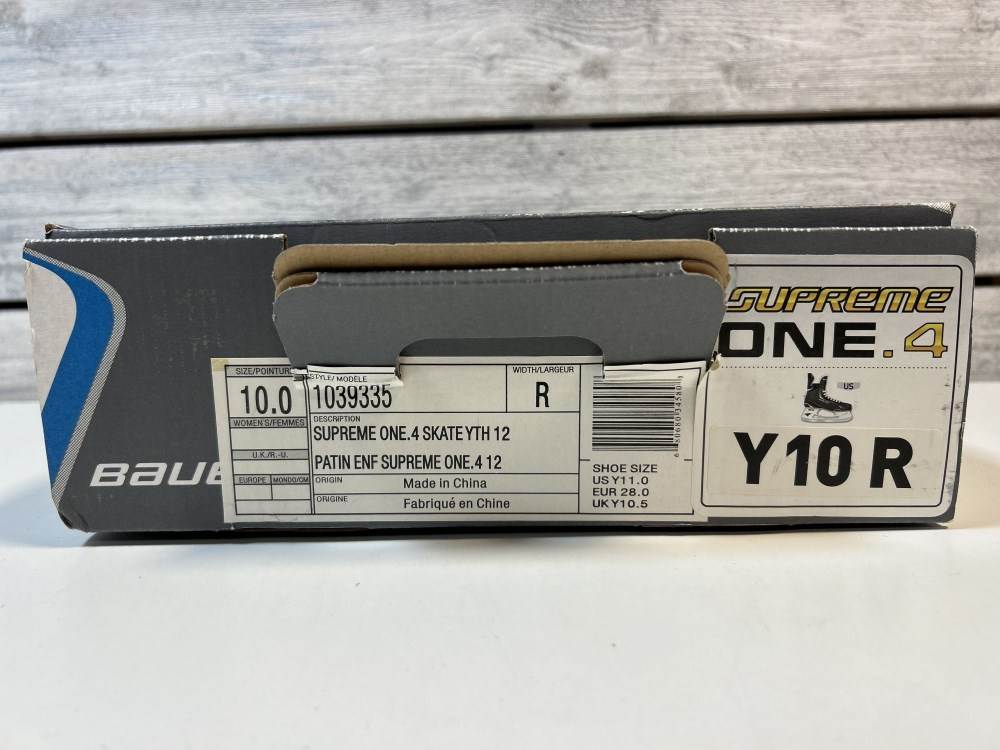 BAUE
SIZE/POINTURE
10.0
WOMEN'S/FEMMES
U.K./R.-U.
EUROPE
MONDO/CM
STYLE/ MODÈLE
1039335
WIDTH/LARGEUR
R
DESCRIPTION
SUPREME ONE.4 SKATE YTH 12
PATIN ENF SUPREME ONE.4 12
ORIGIN
Made in China
ORIGINE
Fabriqué en Chine
SHOE SIZE
US Y11.0
EUR 28.0
UK Y10.5
SUPREME
ONE.4
US
Y10 R